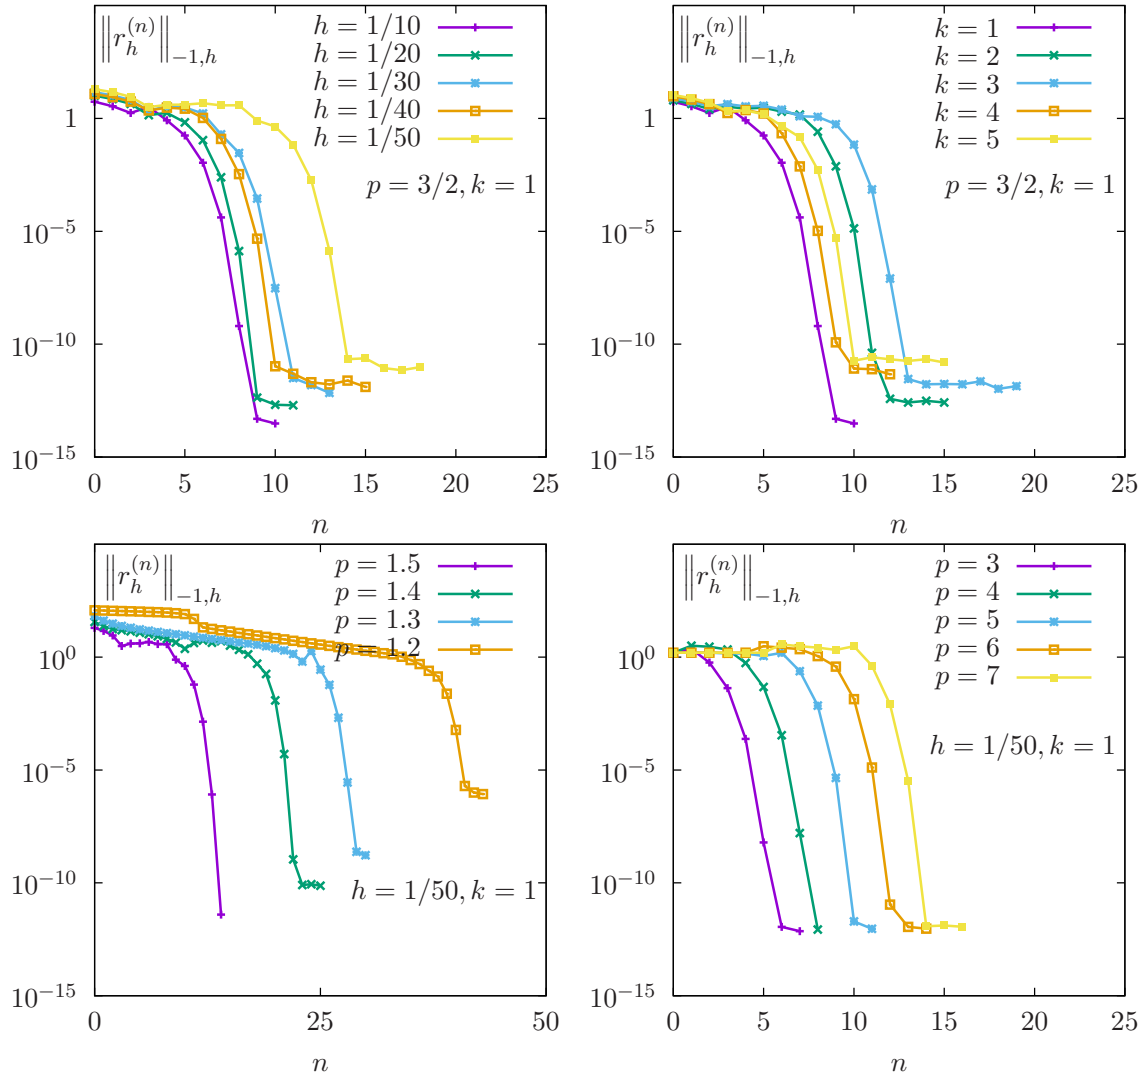 ‖r_h^{(n)}‖_{−1,h}
h = 1/10
h = 1/20
h = 1/30
h = 1/40
h = 1/50
p = 3/2, k = 1
1
10^{−5}
10^{−10}
10^{−15}
0 5 10 15 20 25
n
‖r_h^{(n)}‖_{−1,h}
k = 1
k = 2
k = 3
k = 4
k = 5
p = 3/2, k = 1
1
10^{−5}
10^{−10}
10^{−15}
0 5 10 15 20 25
n
‖r_h^{(n)}‖_{−1,h}
p = 1.5
p = 1.4
p = 1.3
p = 1.2
10^{0}
10^{−5}
10^{−10}
h = 1/50, k = 1
10^{−15}
0 25 50
n
‖r_h^{(n)}‖_{−1,h}
p = 3
p = 4
p = 5
p = 6
p = 7
h = 1/50, k = 1
10^{0}
10^{−5}
10^{−10}
10^{−15}
0 5 10 15 20 25
n